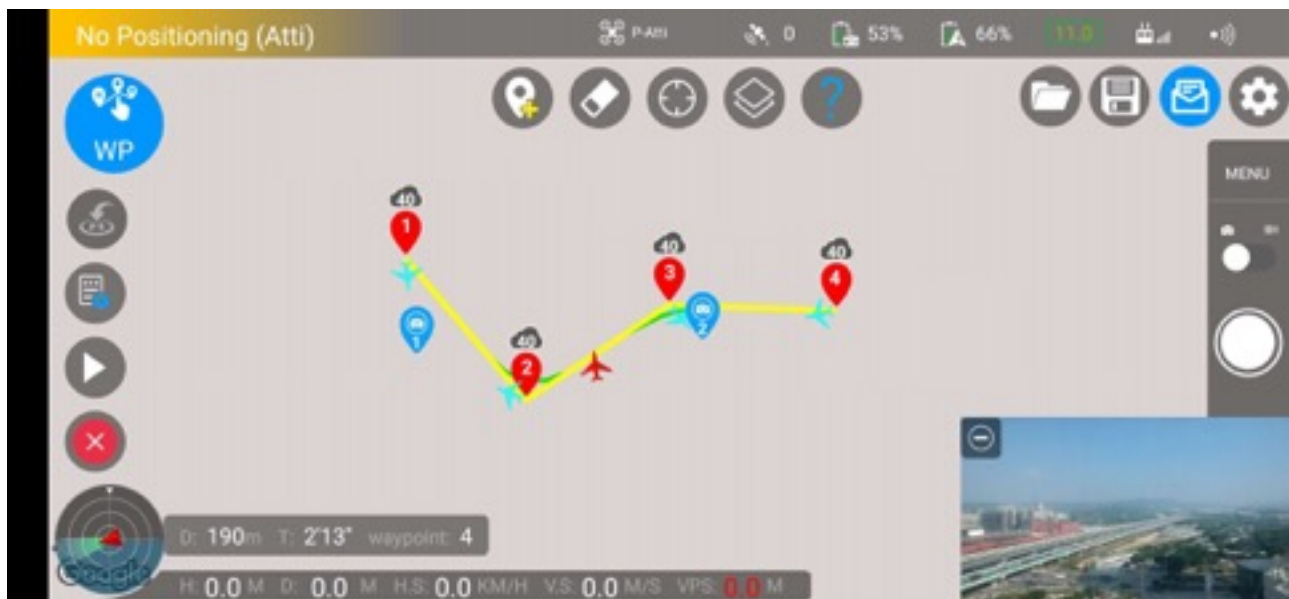 No Positioning (Atti) P-Atti 0 53% 66% 11.0
?
WP
MENU
40
1
40
3
40
4
1
2
40
2
D: 190m T: 2'13" waypoint: 4
Google
H: 0.0 M D: 0.0 M H.S: 0.0 KM/H V.S: 0.0 M/S VPS: 0.0 M